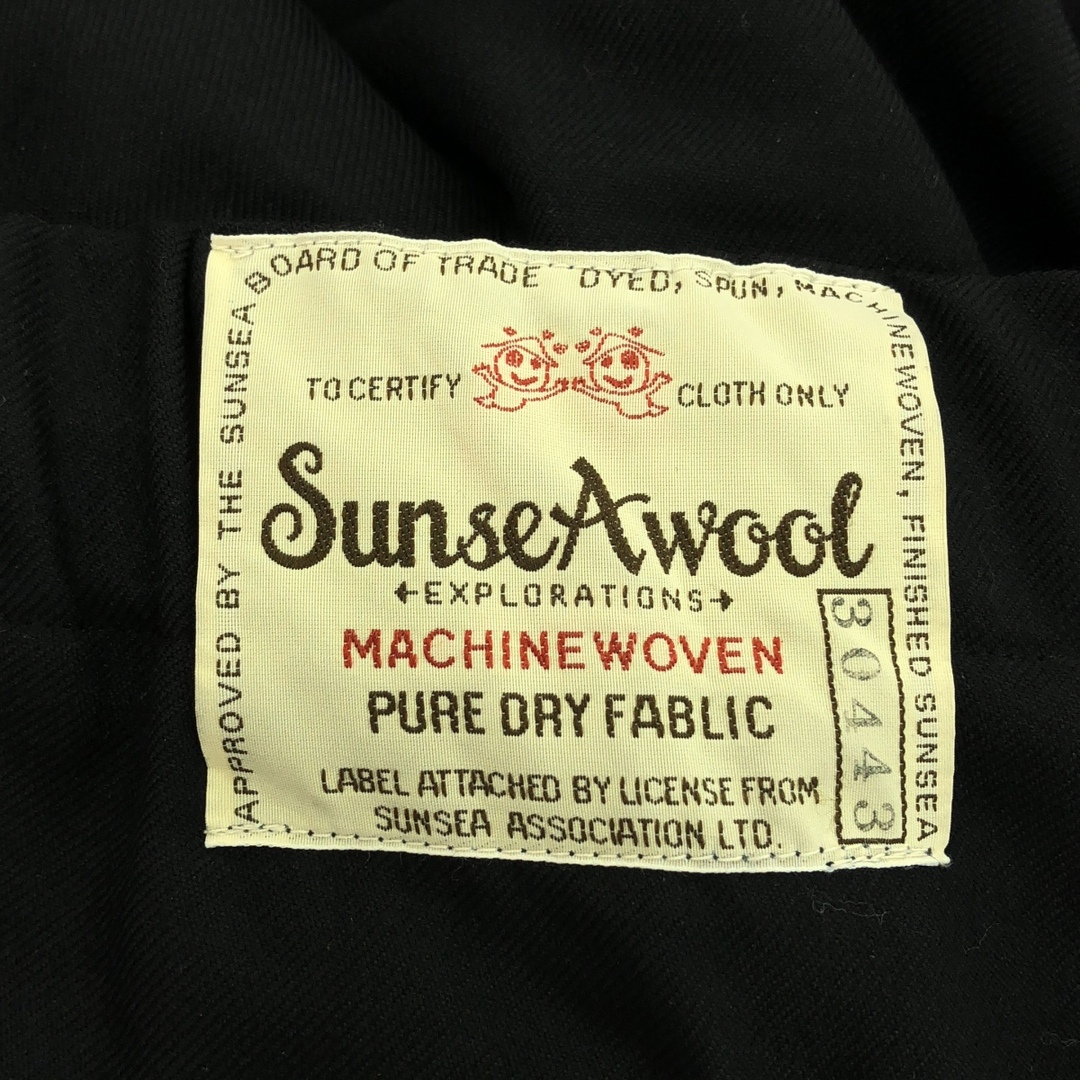 APPROVED BY THE SUNSEA BOARD OF TRADE "DYED, SPUN, MACHINEWOVEN, FINISHED SUNSEA
TO CERTIFY CLOTH ONLY
SunseAwool
EXPLORATIONS
MACHINEWOVEN
PURE DRY FABLIC
30443
LABEL ATTACHED BY LICENSE FROM
SUNSEA ASSOCIATION LTD.